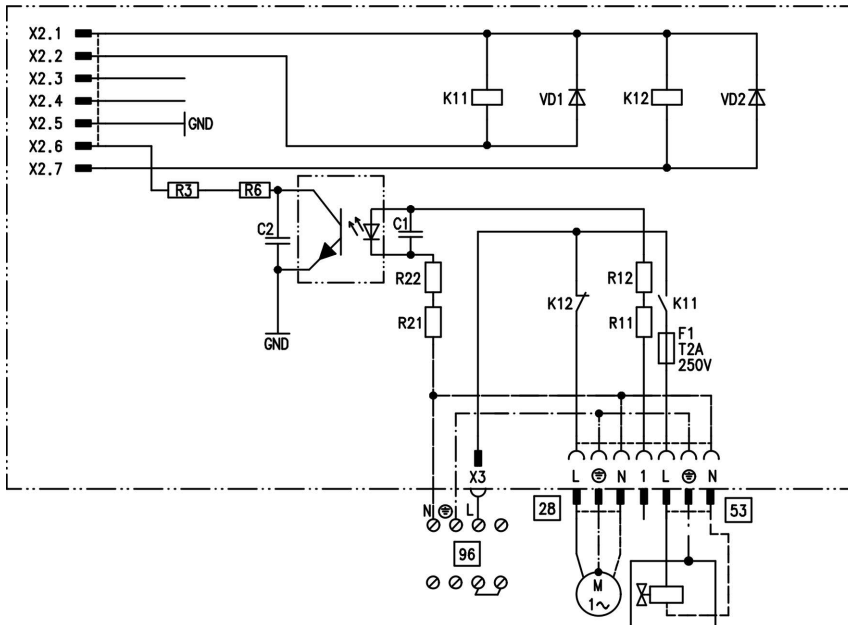 X2.1
X2.2
X2.3
X2.4
X2.5 GND
X2.6
X2.7
K11 VD1 K12 VD2
R3 R6
C2 C1
R22 R12
K12 K11
R21 R11
F1
T2A
250V
GND
X3 L N 1 L N
N L 28 53
96
M
1~